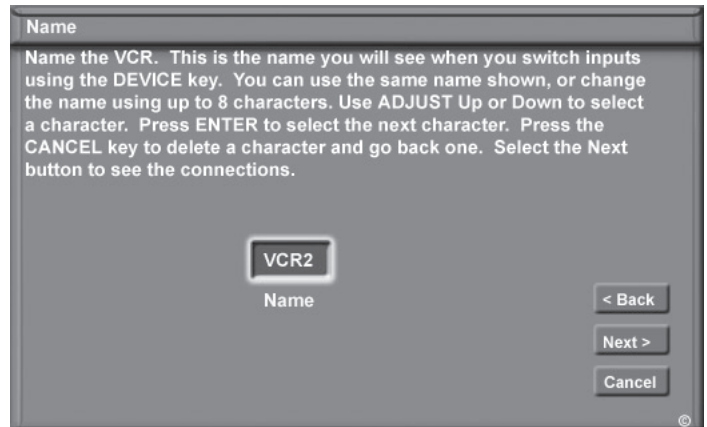 Name
Name the VCR.  This is the name you will see when you switch inputs
using the DEVICE key.  You can use the same name shown, or change
the name using up to 8 characters. Use ADJUST Up or Down to select
a character.  Press ENTER to select the next character.  Press the
CANCEL key to delete a character and go back one.  Select the Next
button to see the connections.
VCR2
Name
< Back
Next >
Cancel
©